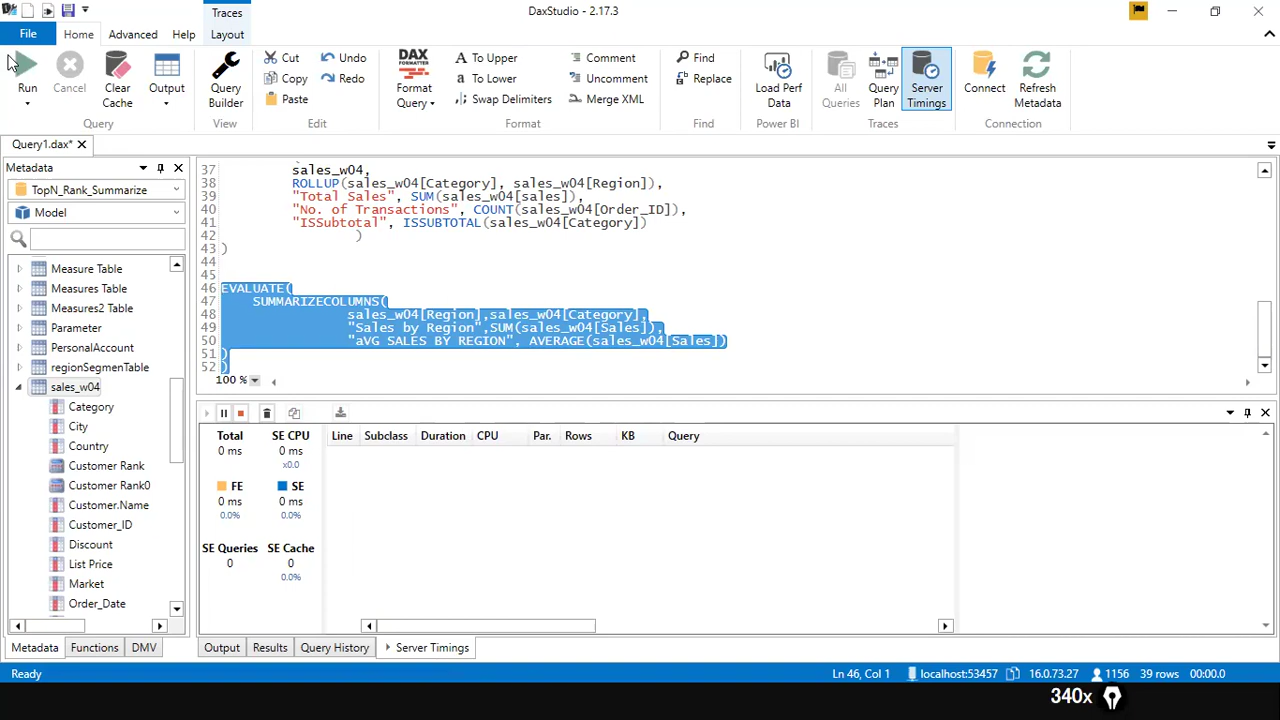 DaxStudio - 2.17.3
Traces
File Home Advanced Help Layout
Run Cancel Clear Cache Output
Query
Query Builder
View
Cut Undo
Copy Redo
Paste
Edit
DAX FORMATTER
Format Query
To Upper Comment
To Lower Uncomment
Swap Delimiters Merge XML
Format
Find
Replace
Find
Load Perf Data
Power BI
All Queries Query Plan Server Timings
Traces
Connect Refresh Metadata
Connection
Query1.dax*
Metadata
TopN_Rank_Summarize
Model
Measure Table
Measures Table
Measures2 Table
Parameter
PersonalAccount
regionSegmentTable
sales_w04
Category
City
Country
Customer Rank
Customer Rank0
Customer.Name
Customer_ID
Discount
List Price
Market
Order_Date
Metadata Functions DMV
37 sales_w04,
38 ROLLUP(sales_w04[Category], sales_w04[Region]),
39 "Total Sales", SUM(sales_w04[sales]),
40 "No. of Transactions", COUNT(sales_w04[Order_ID]),
41 "ISSubtotal", ISSUBTOTAL(sales_w04[Category])
42 )
43 )
44
45
46 EVALUATE(
47 SUMMARIZECOLUMNS(
48 sales_w04[Region],sales_w04[Category],
49 "Sales by Region",SUM(sales_w04[Sales]),
50 "aVG SALES BY REGION", AVERAGE(sales_w04[Sales])
51 )
52 )
100 %
Total SE CPU
0 ms 0 ms
x0.0
FE SE
0 ms 0 ms
0.0% 0.0%
SE Queries SE Cache
0 0
0.0%
Line Subclass Duration CPU Par. Rows KB Query
Output Results Query History Server Timings
Ready Ln 46, Col 1 localhost:53457 16.0.73.27 1156 39 rows 00:00.0
340x